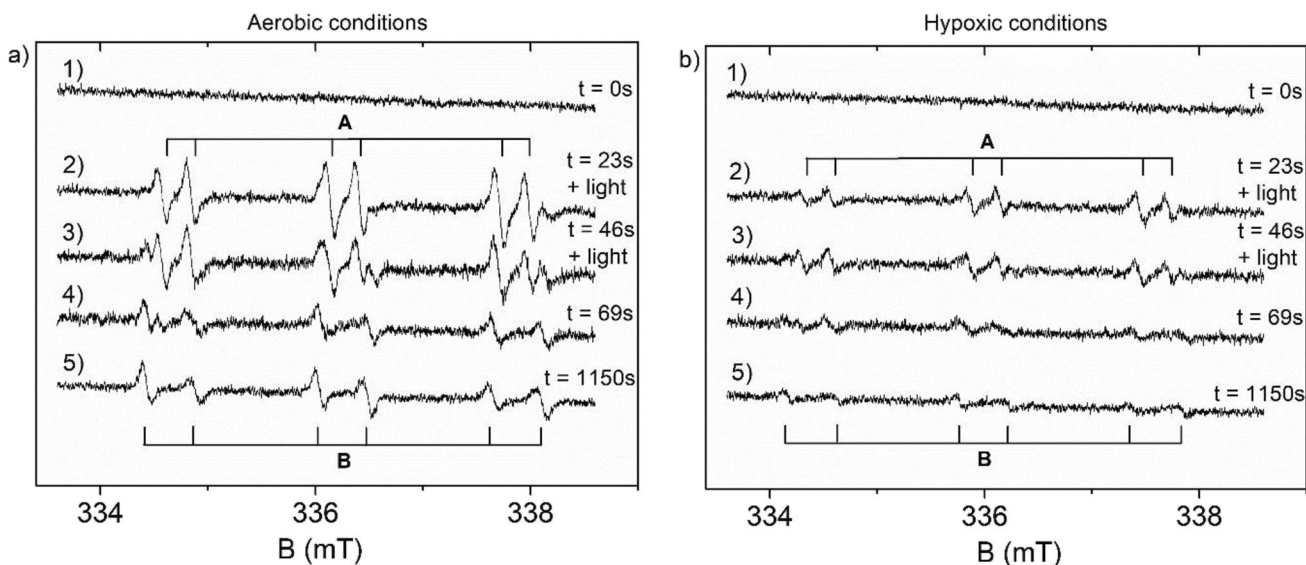 Aerobic conditions
a)
1)
t = 0s
A
2)
t = 23s
+ light
3)
t = 46s
+ light
4)
t = 69s
5)
t = 1150s
B
334 336 338
B (mT)
Hypoxic conditions
b)
1)
t = 0s
A
2)
t = 23s
+ light
3)
t = 46s
+ light
4)
t = 69s
5)
t = 1150s
B
334 336 338
B (mT)